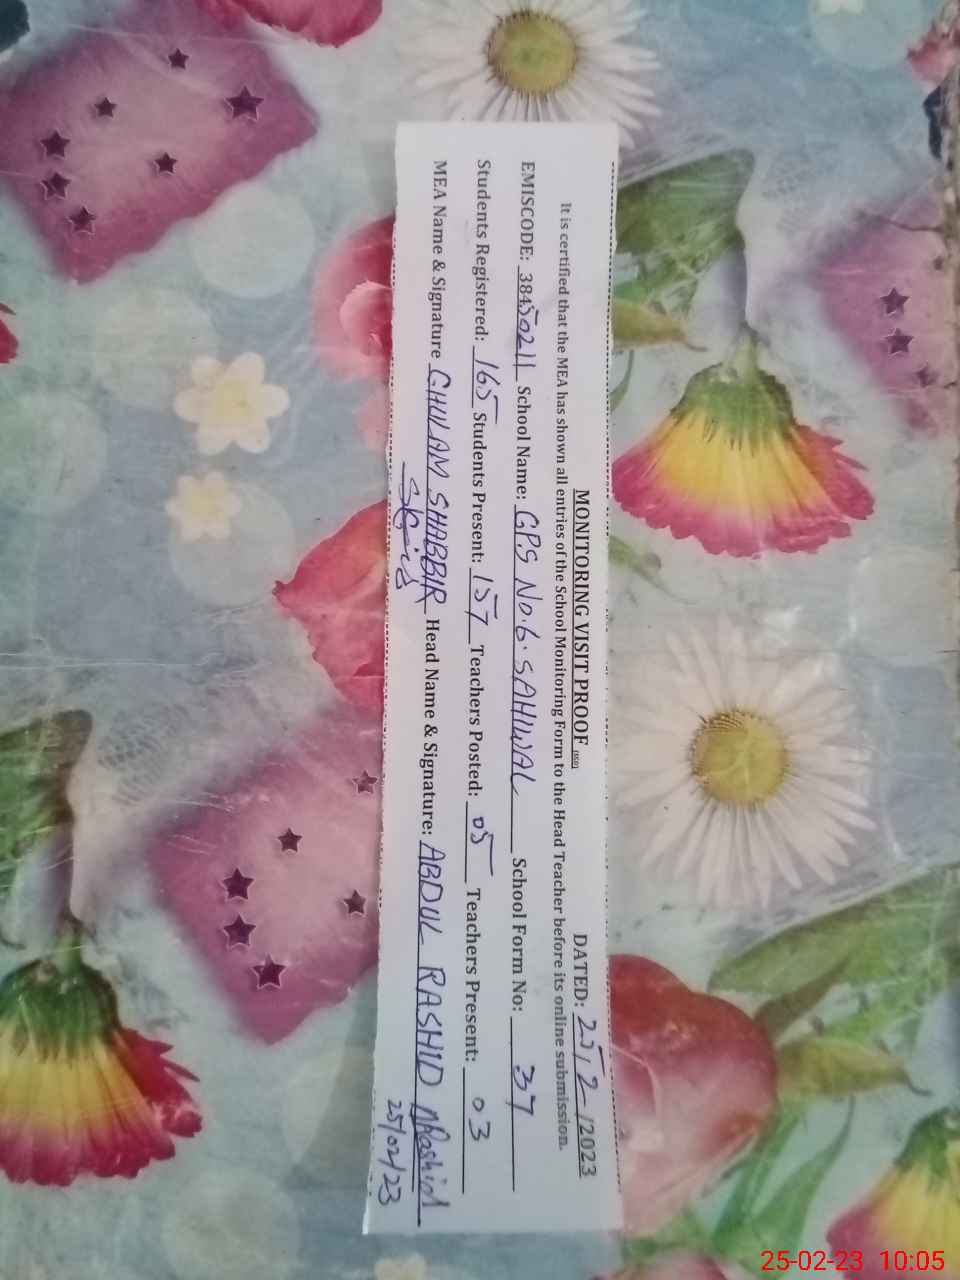 MONITORING VISIT PROOF (SED) DATED: 25/2/2023
It is certified that the MEA has shown all entries of the School Monitoring Form to the Head Teacher before its online submission.
EMISCODE: 38450211 School Name: GPS No.6. SAHIWAL School Form No: 37
Students Registered: 165 Students Present: 157 Teachers Posted: 05 Teachers Present: 03
MEA Name & Signature GHULAM SHABBIR Head Name & Signature: ABDUL RASHID ARashid
25/02/23
25-02-23 10:05